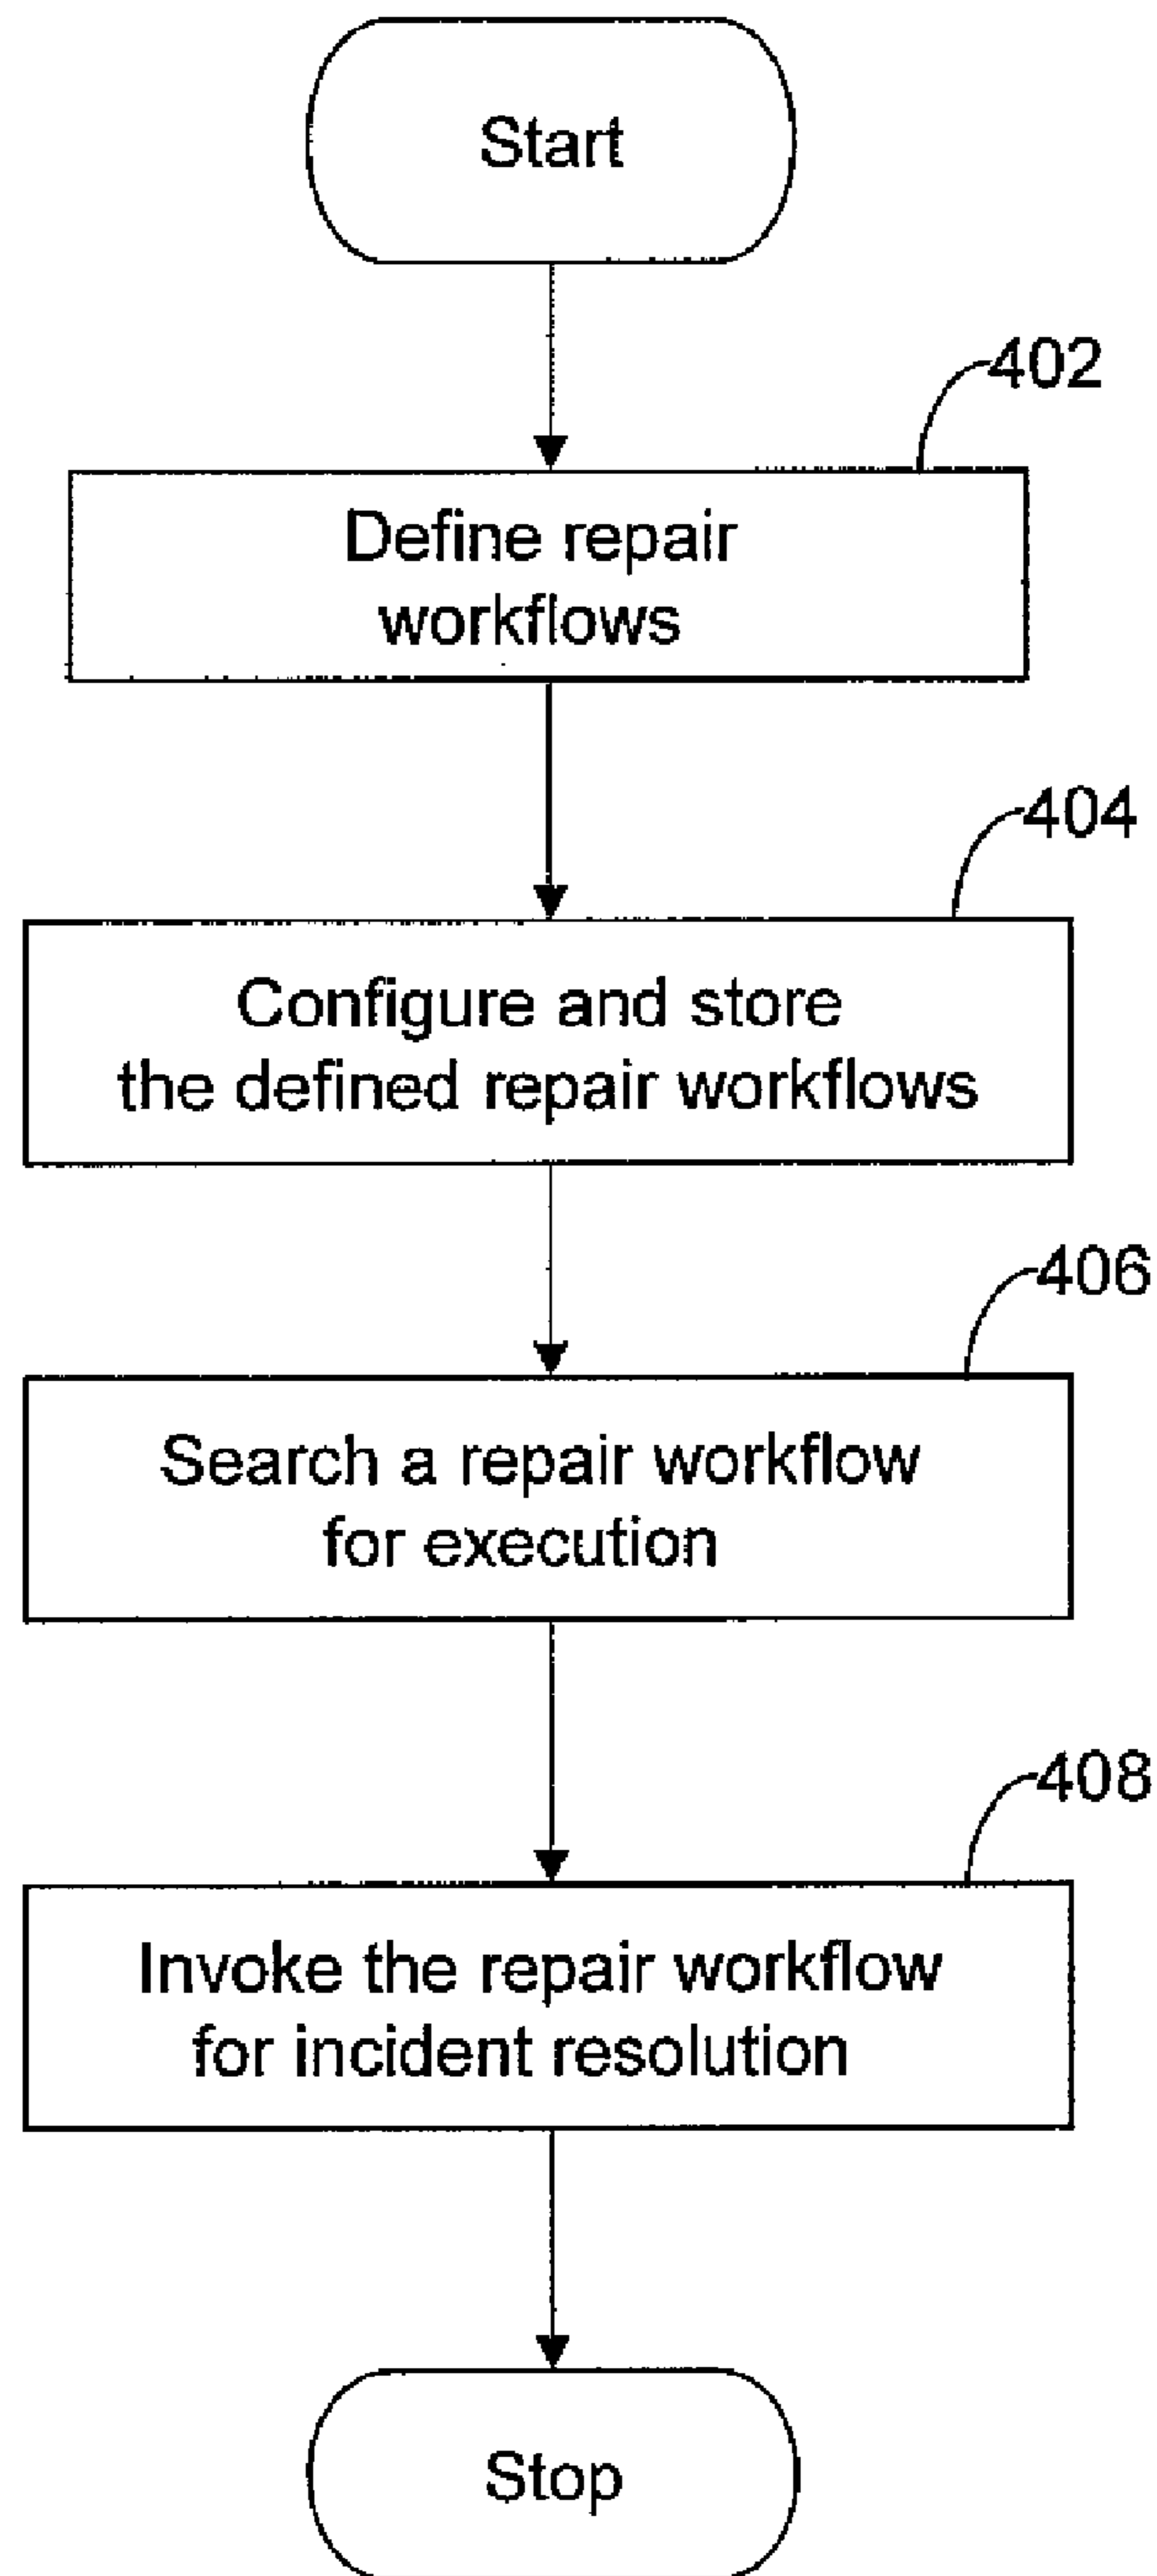 Start
402
Define repair
workflows
404
Configure and store
the defined repair workflows
406
Search a repair workflow
for execution
408
Invoke the repair workflow
for incident resolution
Stop